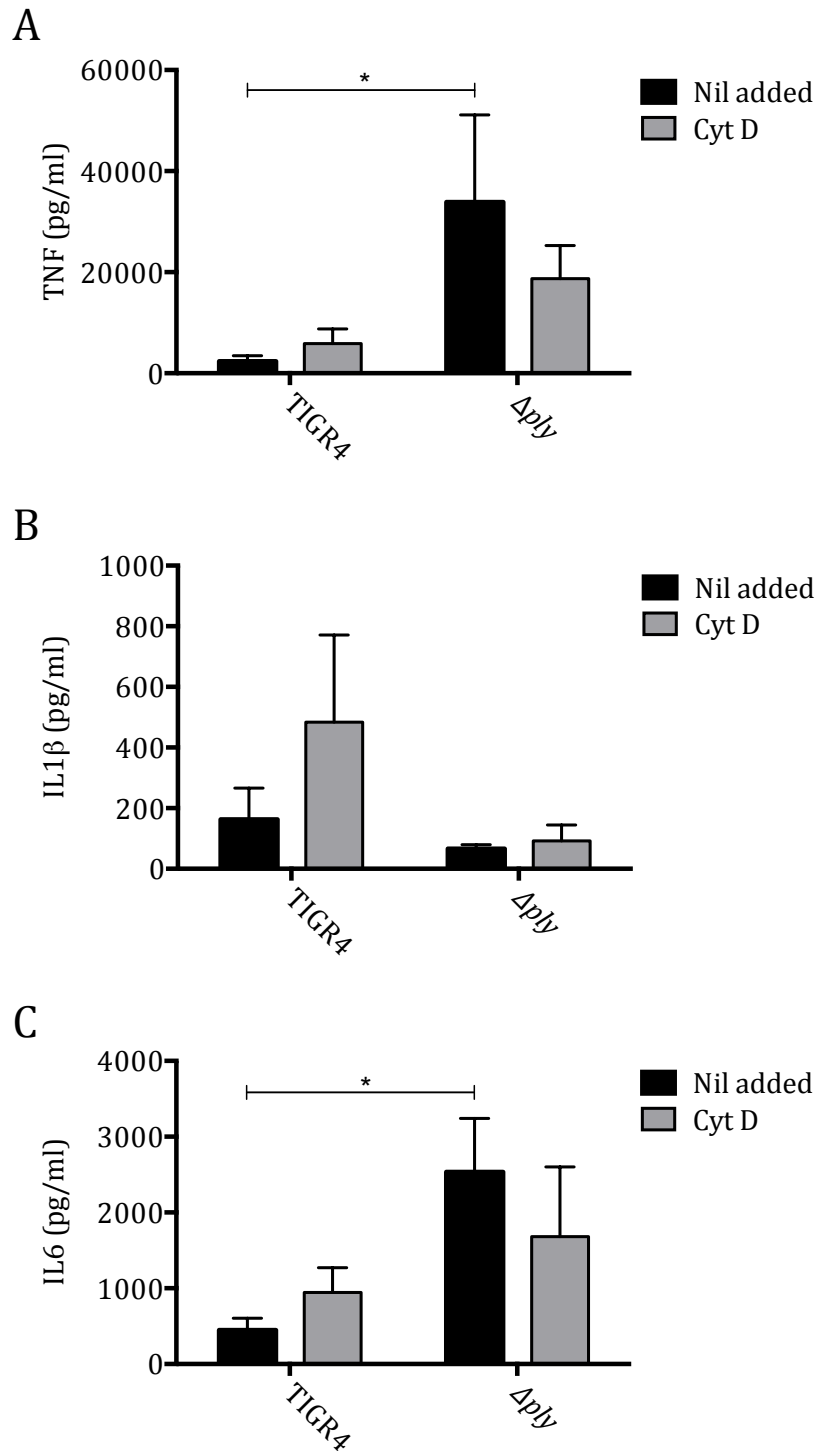 A
TNF (pg/ml)
60000
40000
20000
0
*
Nil added
Cyt D
TIGR4
Δply
B
IL1β (pg/ml)
1000
800
600
400
200
0
Nil added
Cyt D
TIGR4
Δply
C
IL6 (pg/ml)
4000
3000
2000
1000
0
*
Nil added
Cyt D
TIGR4
Δply